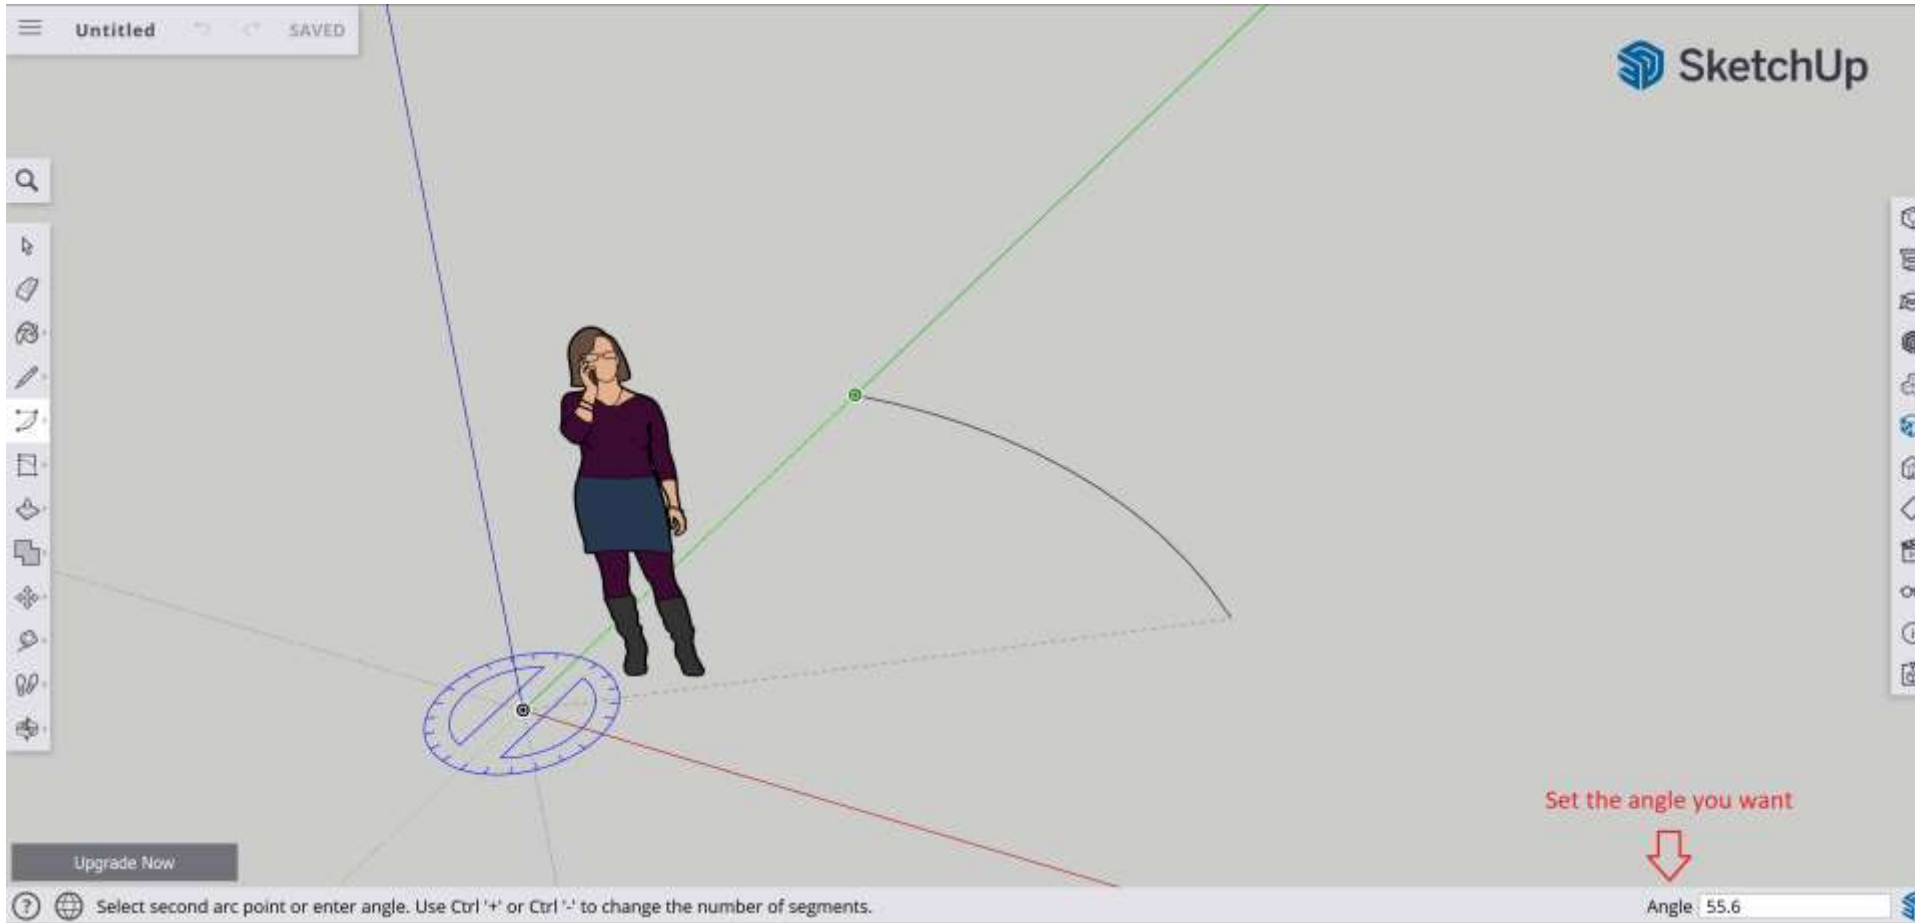 Untitled SAVED
SketchUp
Set the angle you want
Upgrade Now
Select second arc point or enter angle. Use Ctrl '+' or Ctrl '-' to change the number of segments.
Angle 55.6